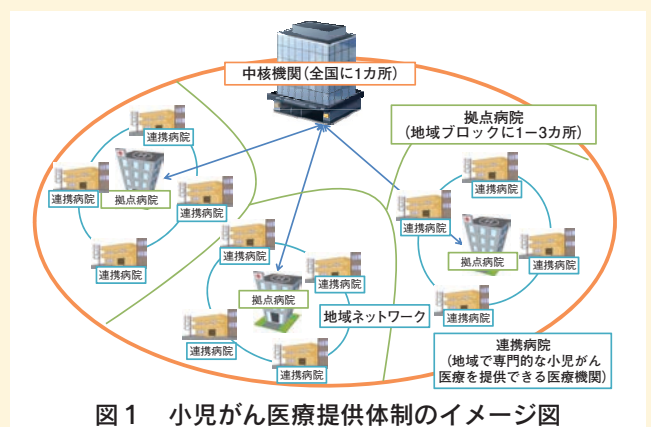 中核機関(全国に1カ所)
拠点病院
(地域ブロックに1−3カ所)
連携病院
連携病院
拠点病院
連携病院
連携病院
連携病院
連携病院
拠点病院
連携病院
連携病院
連携病院
連携病院
連携病院
拠点病院
連携病院
連携病院
連携病院
地域ネットワーク
連携病院
(地域で専門的な小児がん
医療を提供できる医療機関)
図1 小児がん医療提供体制のイメージ図